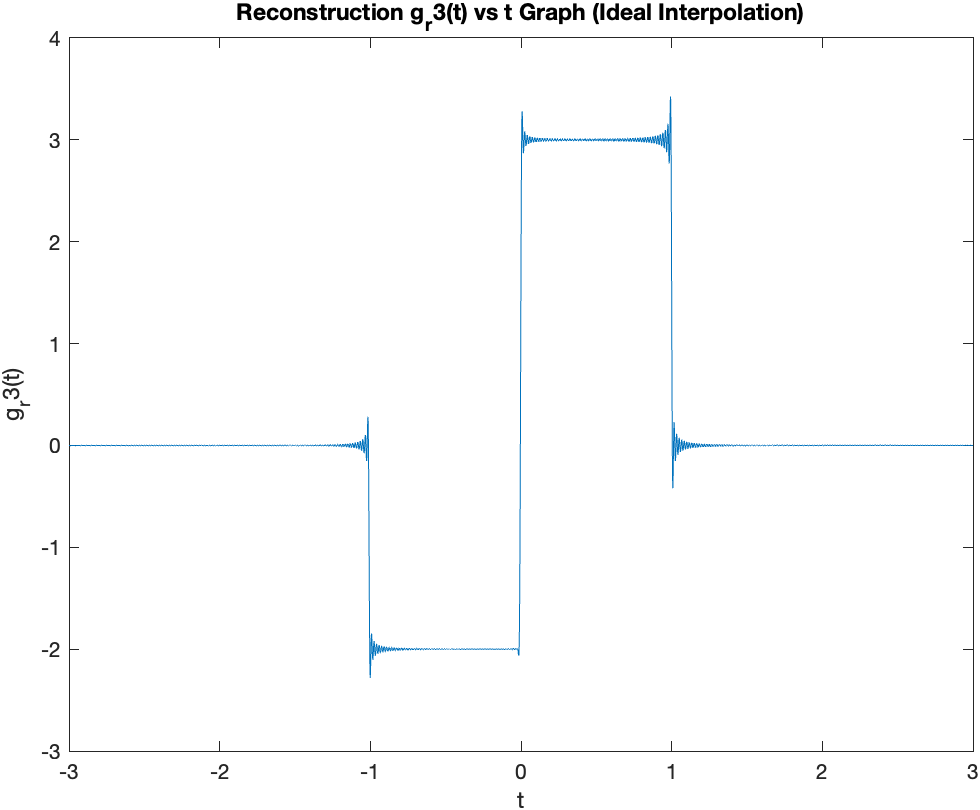 Reconstruction g_r3(t) vs t Graph (Ideal Interpolation)
4
3
2
1
0
-1
-2
-3
g_r3(t)
-3 -2 -1 0 1 2 3
t